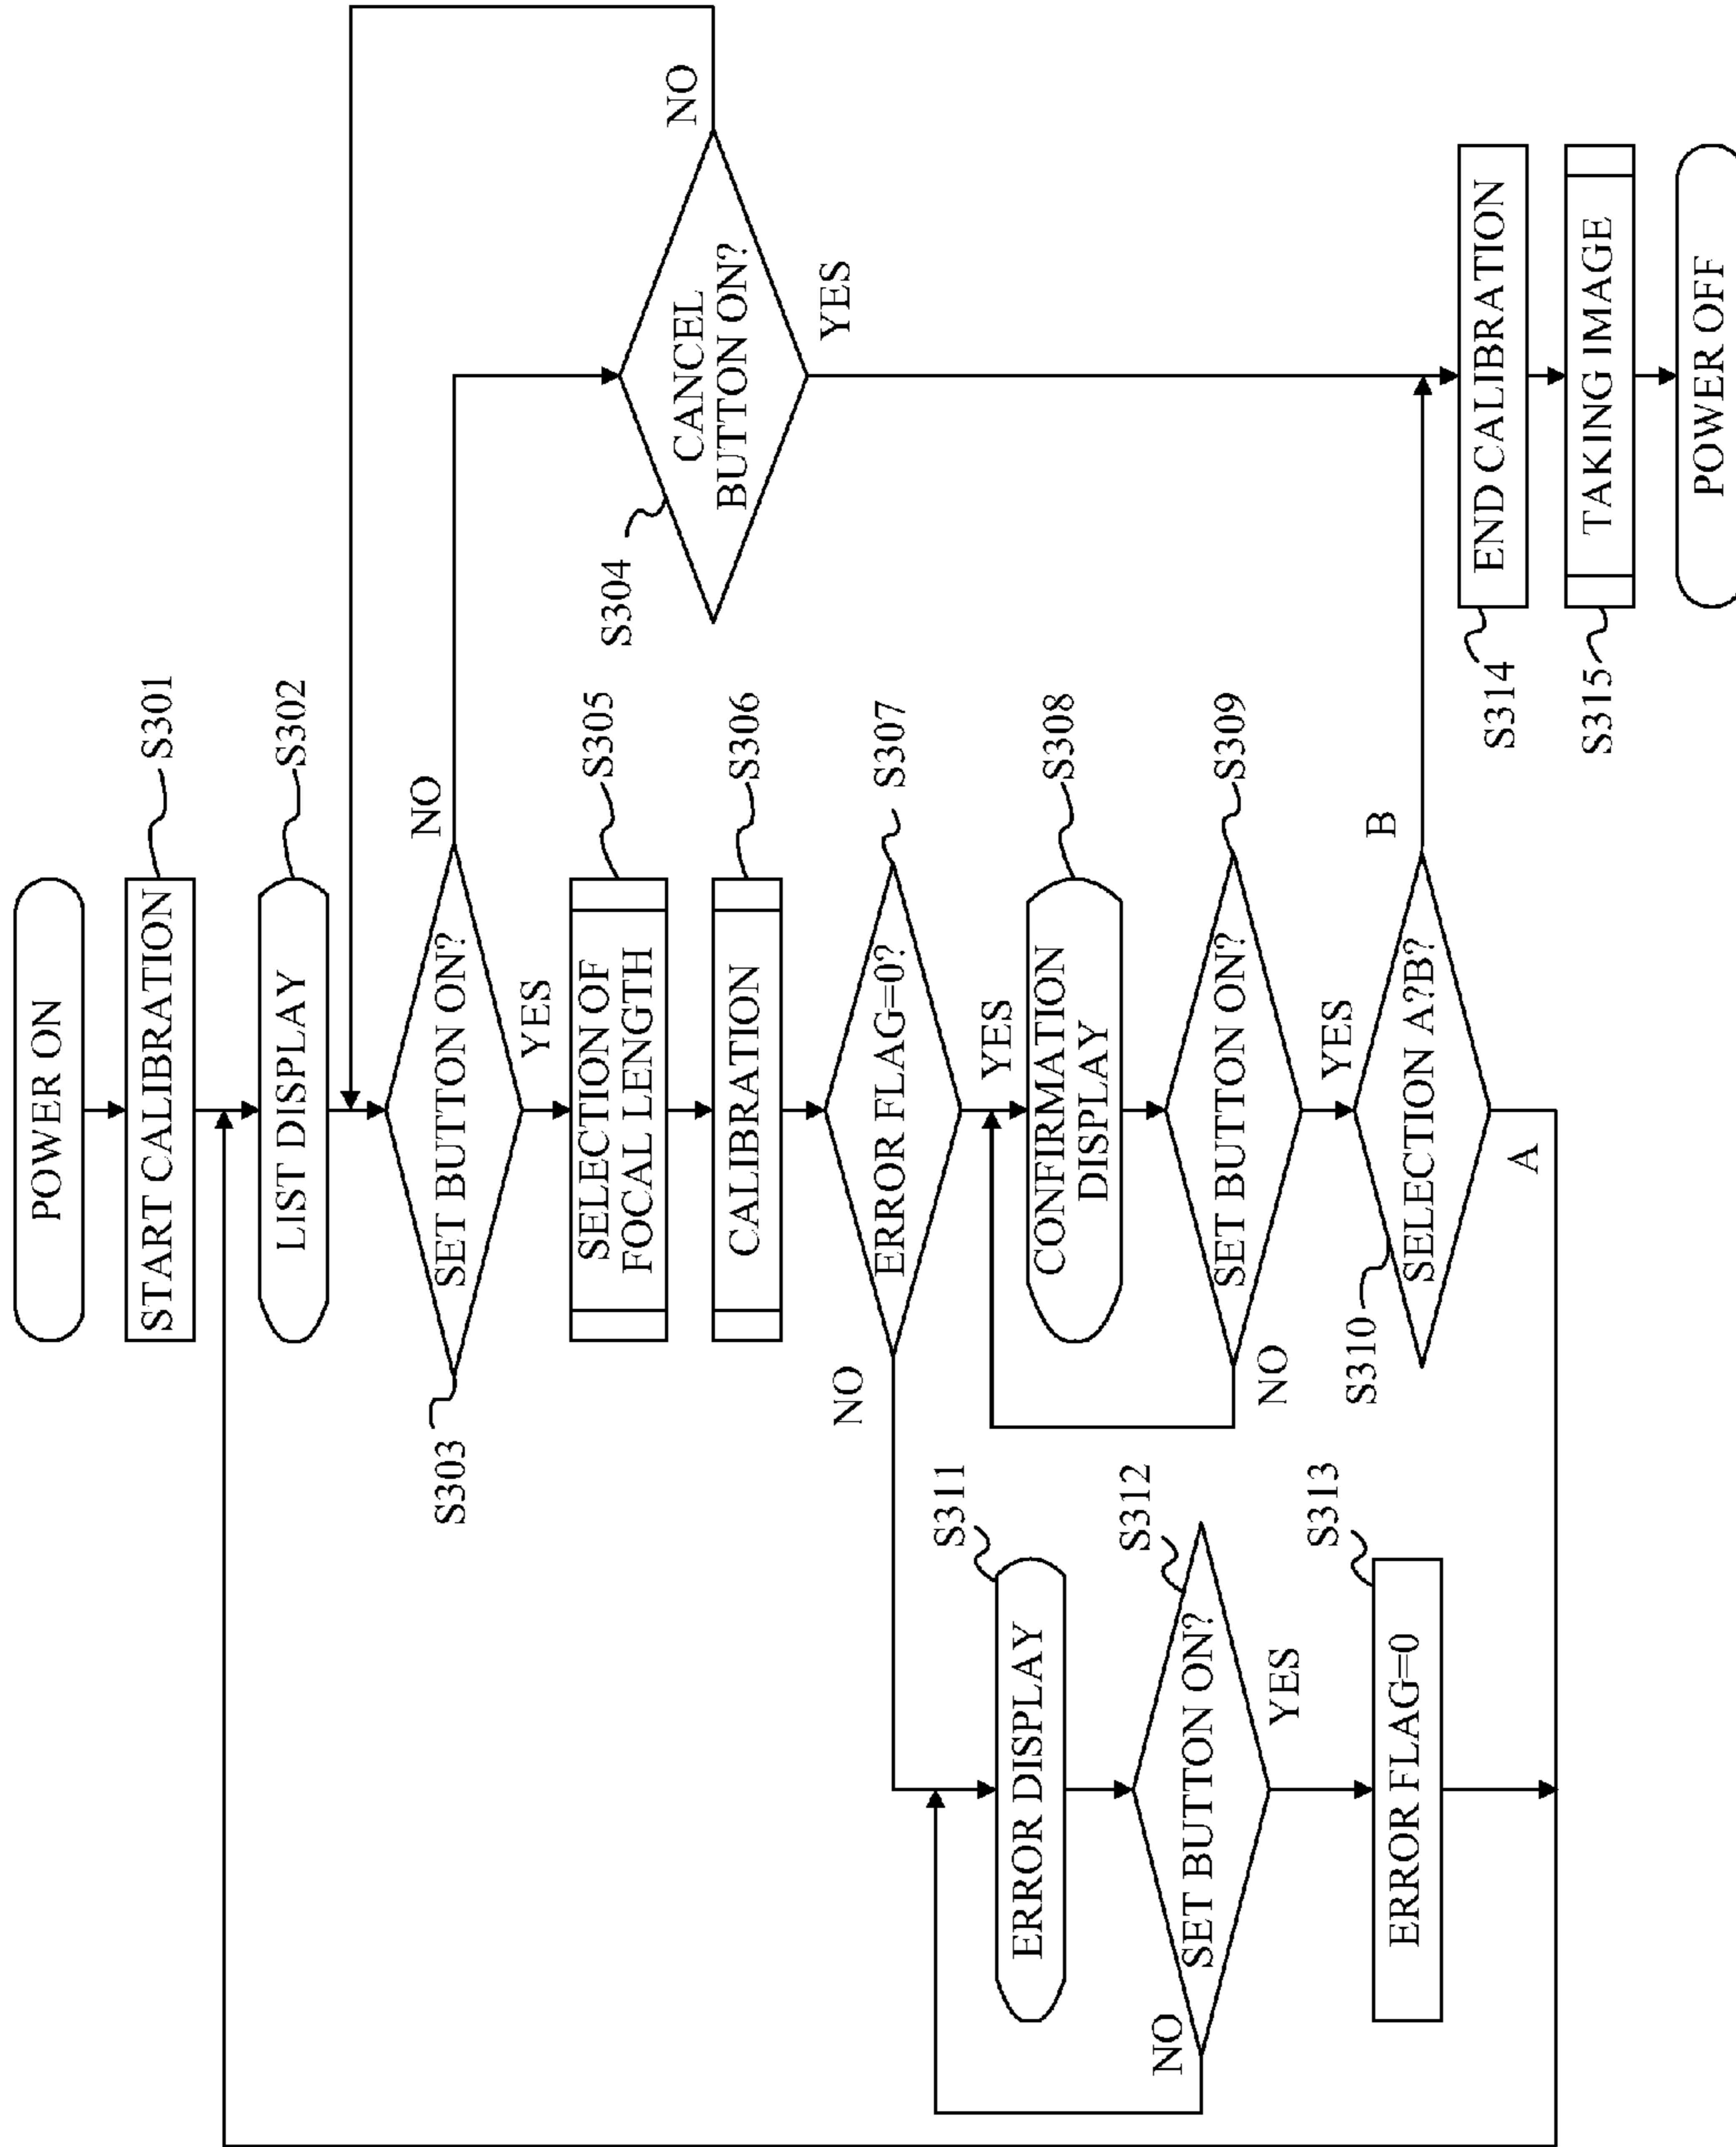 POWER ON
START CALIBRATION
S301
LIST DISPLAY
S302
SET BUTTON ON?
S303
NO
YES
CANCEL
BUTTON ON?
S304
NO
YES
SELECTION OF
FOCAL LENGTH
S305
CALIBRATION
S306
ERROR FLAG=0?
S307
NO
YES
CONFIRMATION
DISPLAY
S308
SET BUTTON ON?
S309
NO
YES
SELECTION A?B?
S310
B
A
ERROR DISPLAY
S311
SET BUTTON ON?
S312
NO
YES
ERROR FLAG=0
S313
END CALIBRATION
S314
TAKING IMAGE
S315
POWER OFF